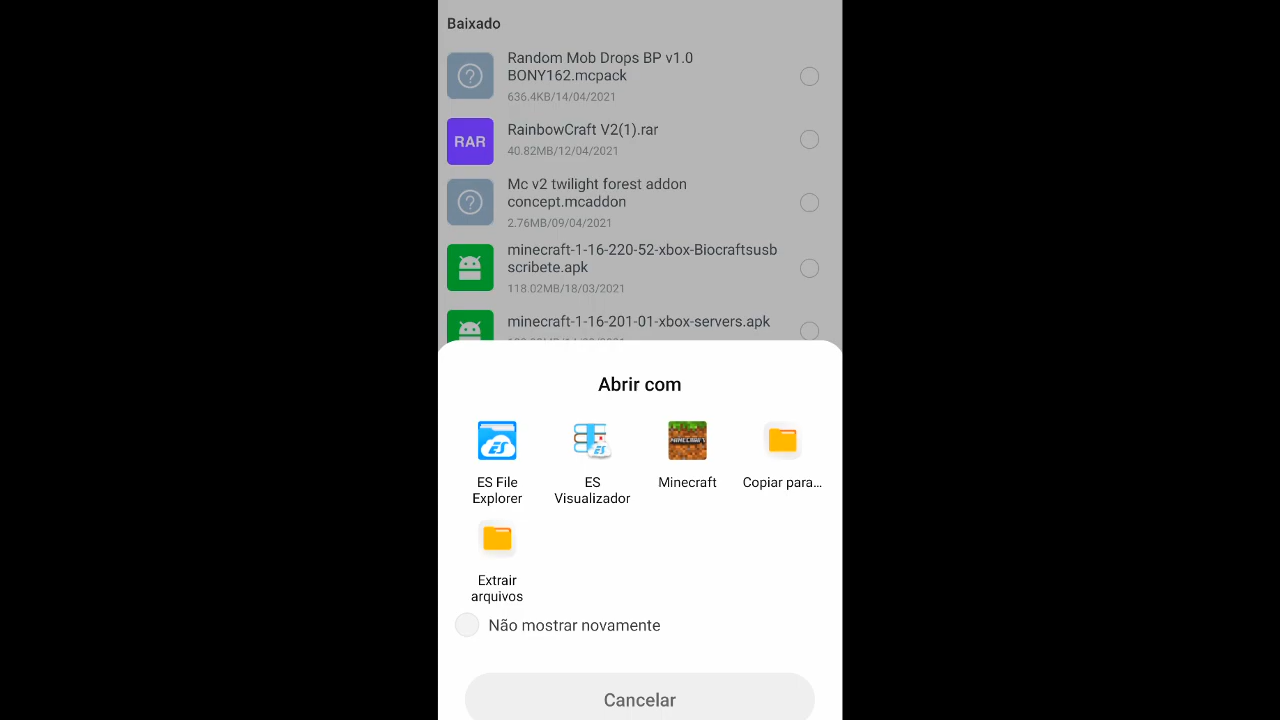 Baixado
Random Mob Drops BP v1.0
BONY162.mcpack
636.4KB/14/04/2021
RAR
RainbowCraft V2(1).rar
40.82MB/12/04/2021
Mc v2 twilight forest addon
concept.mcaddon
2.76MB/09/04/2021
minecraft-1-16-220-52-xbox-Biocraftsusb
scribete.apk
118.02MB/18/03/2021
minecraft-1-16-201-01-xbox-servers.apk
Abrir com
ES
ES
MINECRAFT
ES File
Explorer
ES
Visualizador
Minecraft
Copiar para...
Extrair
arquivos
Não mostrar novamente
Cancelar